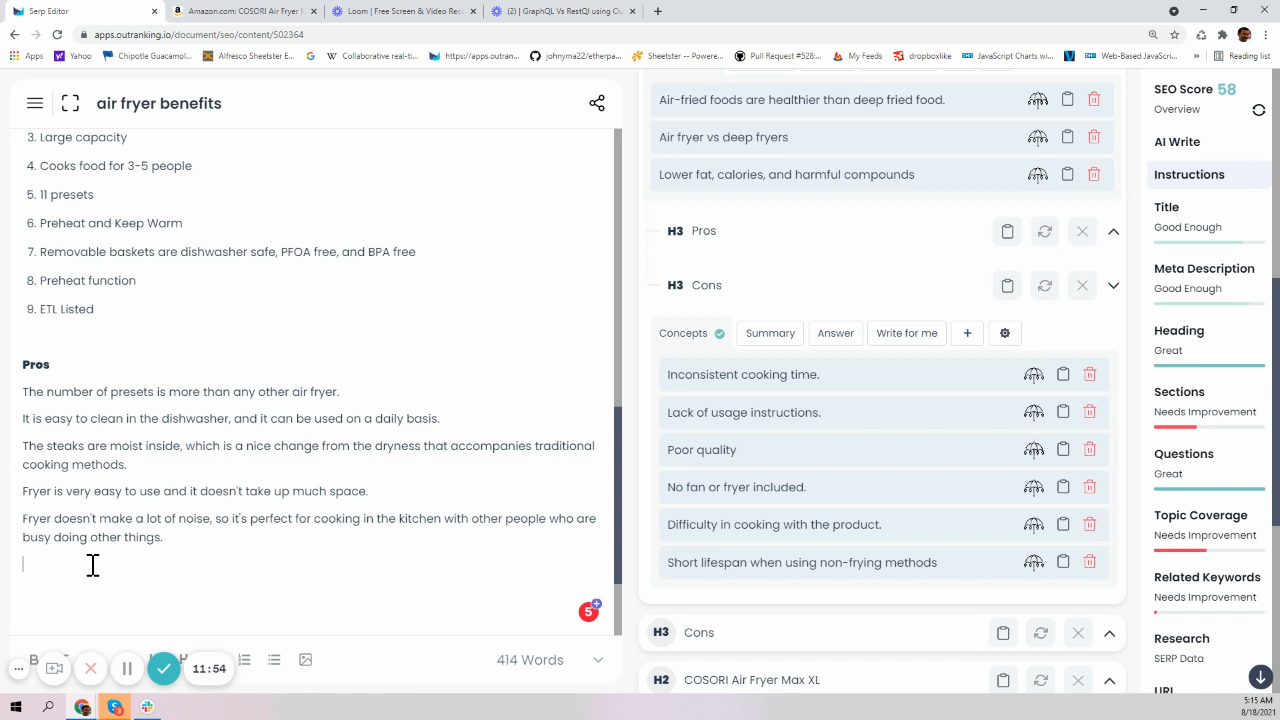 Serp Editor
Amazon.com: COSORI Air Fryer M
Loom | Free Screen & Video Rec
(2) | GraphQL Vs RestQl using O
apps.outranking.io/document/seo/content/502364
Apps
Yahoo
Chipotle Guacamol...
Alfresco Sheetster E...
Collaborative real-ti...
https://apps.outran...
johnyma22/etherpa...
Sheetster -- Powere...
Pull Request #528...
My Feeds
dropboxlike
JavaScript Charts wi...
Web-Based JavaScri...
Reading list
air fryer benefits
3. Large capacity
4. Cooks food for 3-5 people
5. 11 presets
6. Preheat and Keep Warm
7. Removable baskets are dishwasher safe, PFOA free, and BPA free
8. Preheat function
9. ETL Listed
Pros
The number of presets is more than any other air fryer.
It is easy to clean in the dishwasher, and it can be used on a daily basis.
The steaks are moist inside, which is a nice change from the dryness that accompanies traditional
cooking methods.
Fryer is very easy to use and it doesn't take up much space.
Fryer doesn't make a lot of noise, so it's perfect for cooking in the kitchen with other people who are
busy doing other things.
5
414 Words
11:54
Air-fried foods are healthier than deep fried food.
Air fryer vs deep fryers
Lower fat, calories, and harmful compounds
H3 Pros
H3 Cons
Concepts
Summary
Answer
Write for me
+
Inconsistent cooking time.
Lack of usage instructions.
Poor quality
No fan or fryer included.
Difficulty in cooking with the product.
Short lifespan when using non-frying methods
H3 Cons
H2 COSORI Air Fryer Max XL
SEO Score 58
Overview
AI Write
Instructions
Title
Good Enough
Meta Description
Good Enough
Heading
Great
Sections
Needs Improvement
Questions
Great
Topic Coverage
Needs Improvement
Related Keywords
Needs Improvement
Research
SERP Data
URL
5:15 AM
8/18/2021